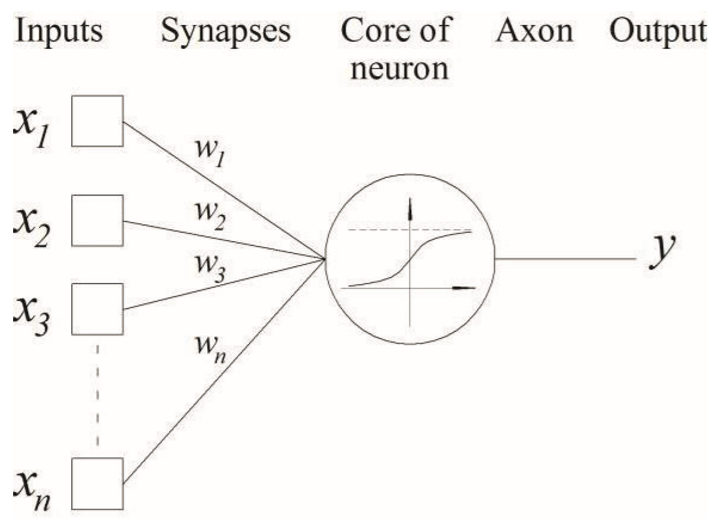 Inputs Synapses Core of neuron Axon Output
x1
w1
x2
w2
w3
x3
y
wn
xn